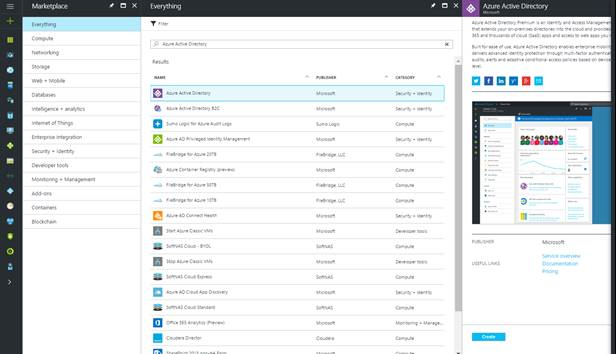 Marketplace
Everything
Compute
Networking
Storage
Web + Mobile
Databases
Intelligence + analytics
Internet of Things
Enterprise Integration
Security + Identity
Developer tools
Monitoring + Management
Add-ons
Containers
Blockchain
Everything
Filter
Azure Active Directory
Results
NAME PUBLISHER CATEGORY
Azure Active Directory Microsoft Security + Identity
Azure Active Directory B2C Microsoft Security + Identity
Sumo Logic for Azure Audit Logs Sumo Logic Compute
Azure AD Privileged Identity Management Microsoft Security + Identity
FileBridge for Azure 20TB FileBridge, LLC Compute
Azure Container Registry (preview) Microsoft Compute
FileBridge for Azure 50TB FileBridge, LLC Compute
FileBridge for Azure 10TB FileBridge, LLC Compute
Azure AD Connect Health Microsoft Security + Identity
Start Azure Classic VMs Microsoft Developer tools
SoftNAS Cloud - BYOL SoftNAS Compute
Stop Azure Classic VMs Microsoft Developer tools
SoftNAS Cloud Express SoftNAS Compute
Azure AD Cloud App Discovery Microsoft Security + Identity
SoftNAS Cloud Standard SoftNAS Compute
Office 365 Analytics (Preview) Microsoft Monitoring + Manage...
Cloudera Director Cloudera Compute
SharePoint 2013 Farm
Azure Active Directory
Microsoft
Azure Active Directory Premium is an Identity and Access Management
that extends your on-premises directories into the cloud and provides
365 and thousands of cloud (SaaS) apps and access to web apps you
Built for ease of use, Azure Active Directory enables enterprise mobility
delivers advanced identity protection through multi-factor authentication
audits, alerts and adaptive conditional access policies based on device
level.
PUBLISHER Microsoft
USEFUL LINKS Service overview
Documentation
Pricing
Create